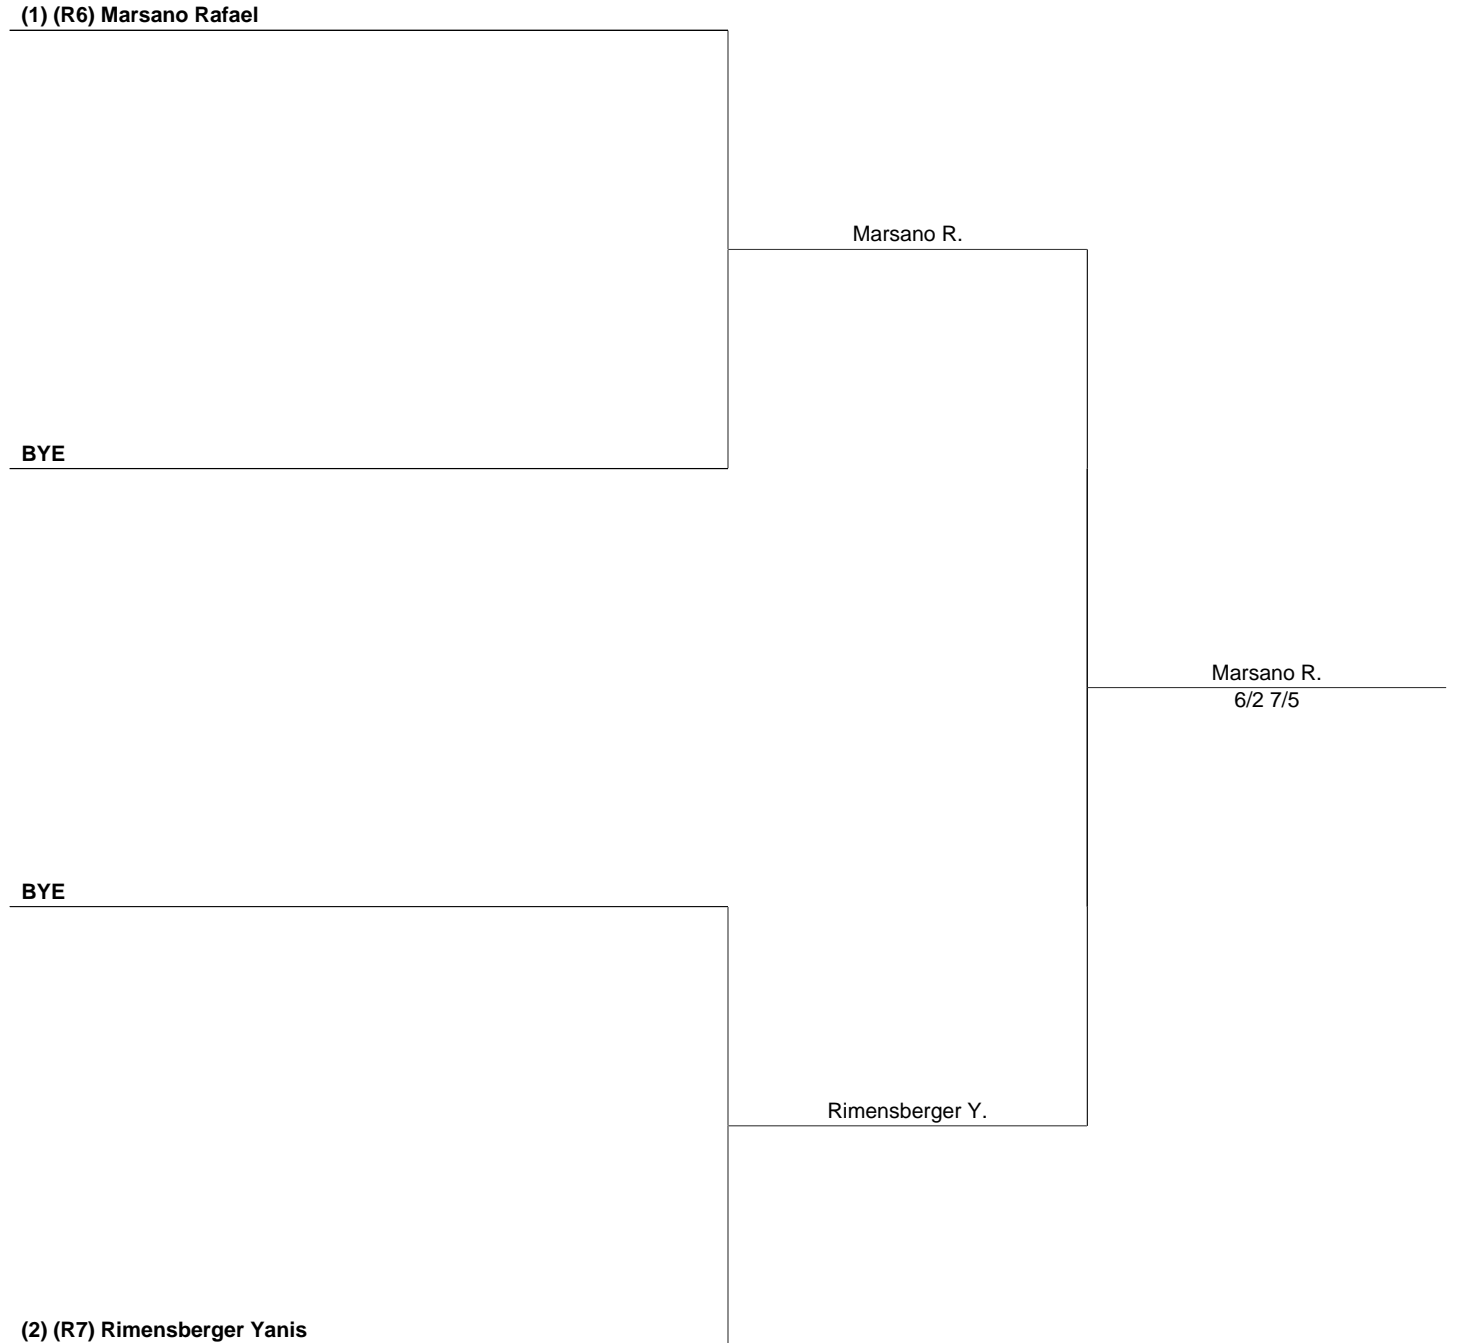 (1) (R6) Marsano Rafael
Marsano R.
BYE
Marsano R.
6/2 7/5
BYE
Rimensberger Y.
(2) (R7) Rimensberger Yanis